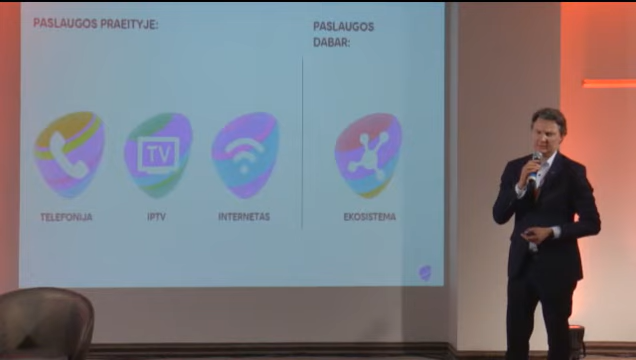 PASLAUGOS PRAEITYJE:
PASLAUGOS
DABAR:
TV
TELEFONIJA
IPTV
INTERNETAS
EKOSISTEMA